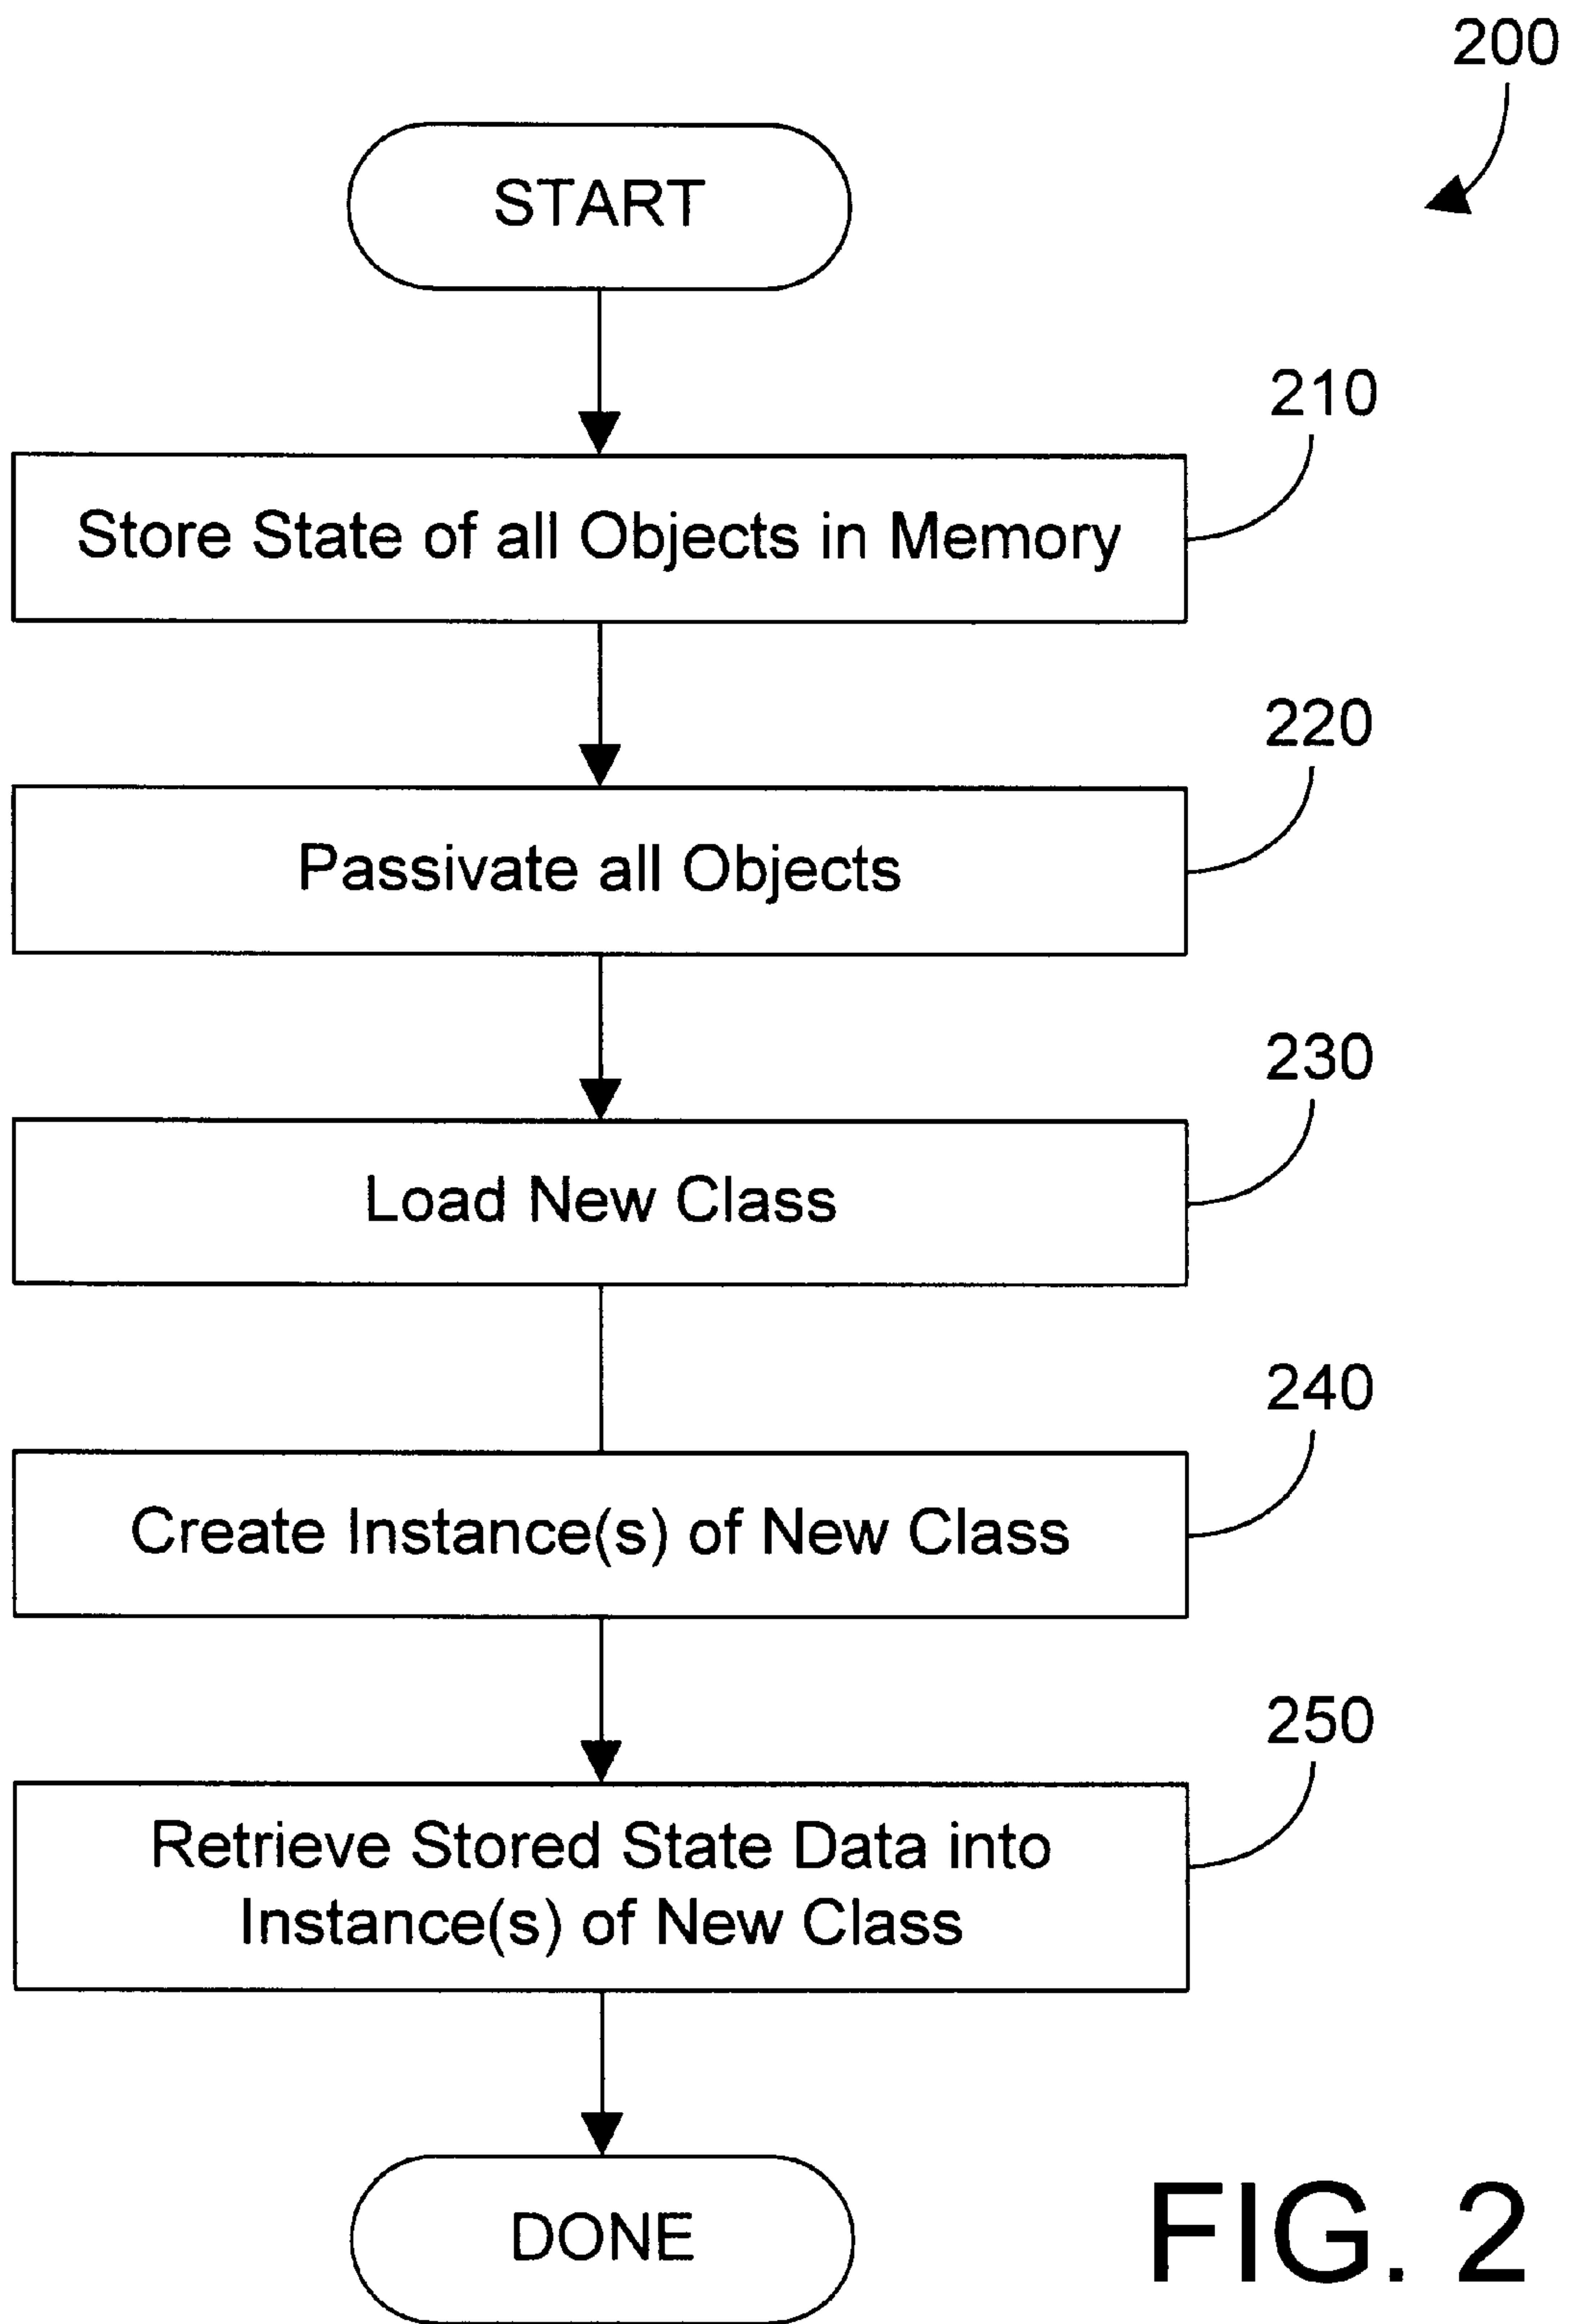 200
START
210
Store State of all Objects in Memory
220
Passivate all Objects
230
Load New Class
240
Create Instance(s) of New Class
250
Retrieve Stored State Data into
Instance(s) of New Class
DONE
FIG. 2